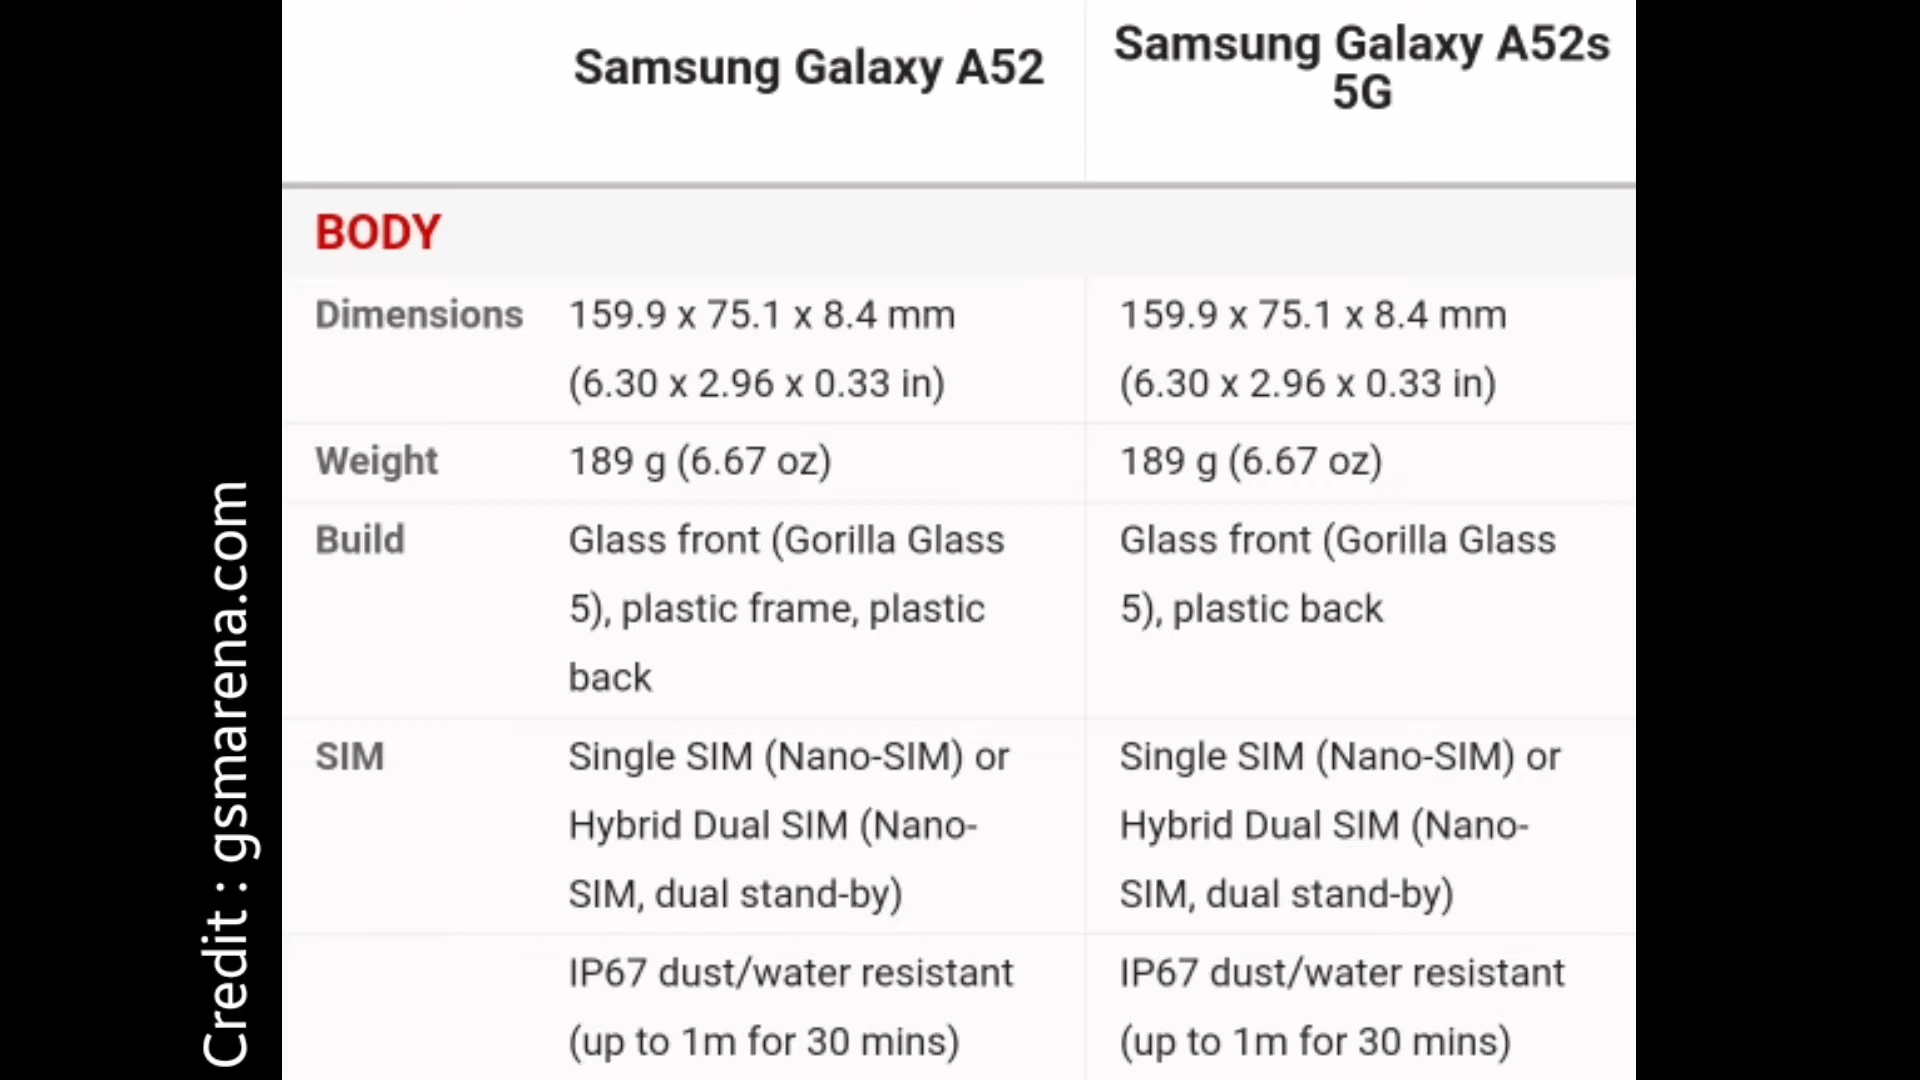 Samsung Galaxy A52
Samsung Galaxy A52s
5G
BODY
Dimensions
159.9 x 75.1 x 8.4 mm
(6.30 x 2.96 x 0.33 in)
159.9 x 75.1 x 8.4 mm
(6.30 x 2.96 x 0.33 in)
Weight
189 g (6.67 oz)
189 g (6.67 oz)
Build
Glass front (Gorilla Glass
5), plastic frame, plastic
back
Glass front (Gorilla Glass
5), plastic back
SIM
Single SIM (Nano-SIM) or
Hybrid Dual SIM (Nano-
SIM, dual stand-by)
Single SIM (Nano-SIM) or
Hybrid Dual SIM (Nano-
SIM, dual stand-by)
IP67 dust/water resistant
(up to 1m for 30 mins)
IP67 dust/water resistant
(up to 1m for 30 mins)
Credit : gsmarena.com